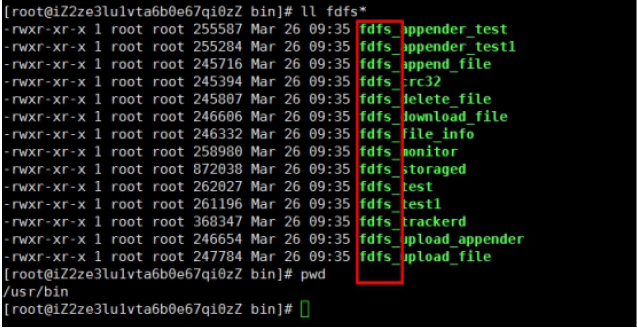 [root@iZ2ze3lu1vta6b0e67qi0zZ bin]# ll fdfs*
-rwxr-xr-x 1 root root 255587 Mar 26 09:35 fdfs_appender_test
-rwxr-xr-x 1 root root 255284 Mar 26 09:35 fdfs_appender_test1
-rwxr-xr-x 1 root root 245716 Mar 26 09:35 fdfs_append_file
-rwxr-xr-x 1 root root 245394 Mar 26 09:35 fdfs_crc32
-rwxr-xr-x 1 root root 245807 Mar 26 09:35 fdfs_delete_file
-rwxr-xr-x 1 root root 246606 Mar 26 09:35 fdfs_download_file
-rwxr-xr-x 1 root root 246332 Mar 26 09:35 fdfs_file_info
-rwxr-xr-x 1 root root 258980 Mar 26 09:35 fdfs_monitor
-rwxr-xr-x 1 root root 872038 Mar 26 09:35 fdfs_storaged
-rwxr-xr-x 1 root root 262027 Mar 26 09:35 fdfs_test
-rwxr-xr-x 1 root root 261196 Mar 26 09:35 fdfs_test1
-rwxr-xr-x 1 root root 368347 Mar 26 09:35 fdfs_trackerd
-rwxr-xr-x 1 root root 246654 Mar 26 09:35 fdfs_upload_appender
-rwxr-xr-x 1 root root 247784 Mar 26 09:35 fdfs_upload_file
[root@iZ2ze3lu1vta6b0e67qi0zZ bin]# pwd
/usr/bin
[root@iZ2ze3lu1vta6b0e67qi0zZ bin]#